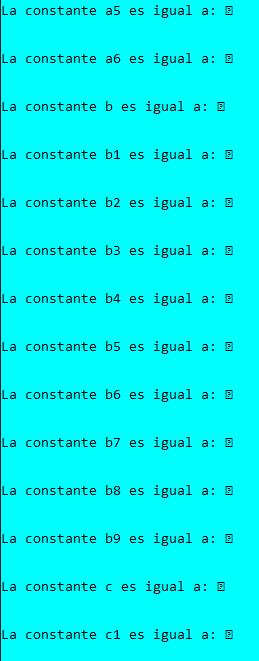 La constante a5 es igual a: 
La constante a6 es igual a: 
La constante b es igual a: 
La constante b1 es igual a: 
La constante b2 es igual a: 
La constante b3 es igual a: 
La constante b4 es igual a: 
La constante b5 es igual a: 
La constante b6 es igual a: 
La constante b7 es igual a: 
La constante b8 es igual a: 
La constante b9 es igual a: 
La constante c es igual a: 
La constante c1 es igual a: